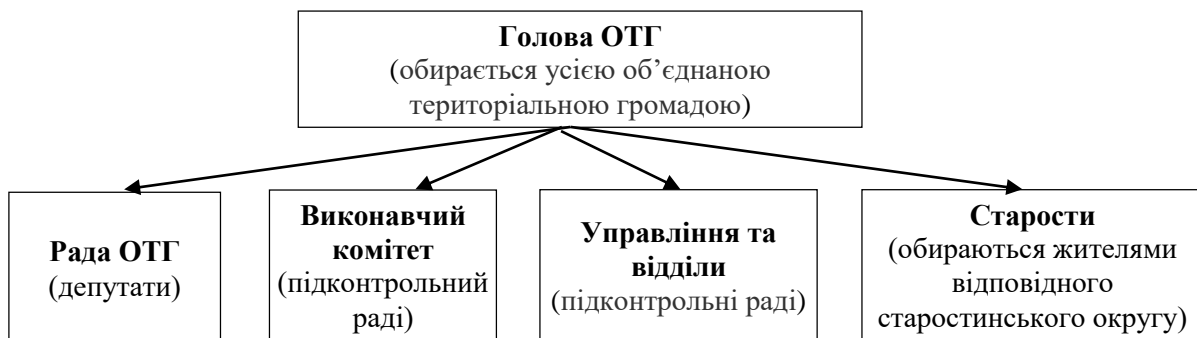 Голова ОТГ
(обирається усією об’єднаною
територіальною громадою)
Рада ОТГ
(депутати)
Виконавчий
комітет
(підконтрольний
раді)
Управління та
відділи
(підконтрольні раді)
Старости
(обираються жителями
відповідного
старостинського округу)